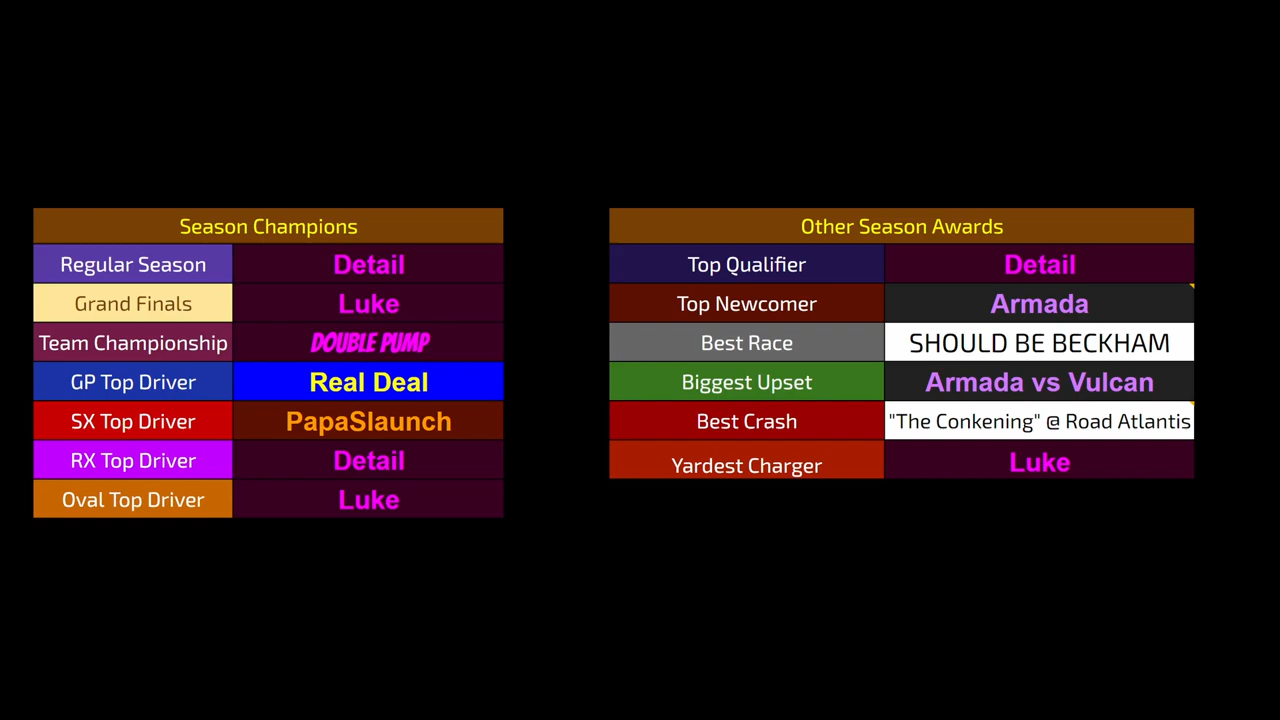 Season Champions
Regular Season Detail
Grand Finals Luke
Team Championship DOUBLE PUMP
GP Top Driver Real Deal
SX Top Driver PapaSlaunch
RX Top Driver Detail
Oval Top Driver Luke
Other Season Awards
Top Qualifier Detail
Top Newcomer Armada
Best Race SHOULD BE BECKHAM
Biggest Upset Armada vs Vulcan
Best Crash "The Conkening" @ Road Atlantis
Yardest Charger Luke